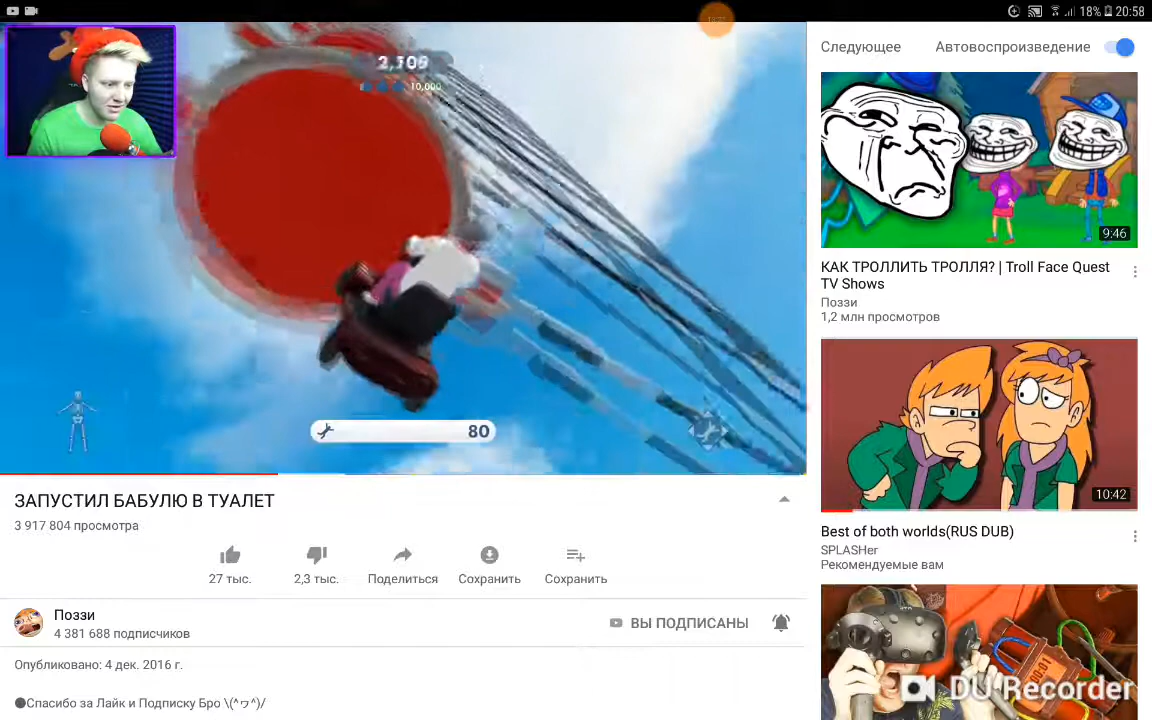 18% 20:58
2,109
10,000
80
ЗАПУСТИЛ БАБУЛЮ В ТУАЛЕТ
3 917 804 просмотра
27 тыс.
2,3 тыс.
Поделиться
Сохранить
Сохранить
Поззи
4 381 688 подписчиков
ВЫ ПОДПИСАНЫ
Опубликовано: 4 дек. 2016 г.
●Спасибо за Лайк и Подписку Бро \(^ヮ^)/
Следующее
Автовоспроизведение
9:46
КАК ТРОЛЛИТЬ ТРОЛЛЯ? | Troll Face Quest
TV Shows
Поззи
1,2 млн просмотров
10:42
Best of both worlds(RUS DUB)
SPLASHer
Рекомендуемые вам
00:01
DU Recorder